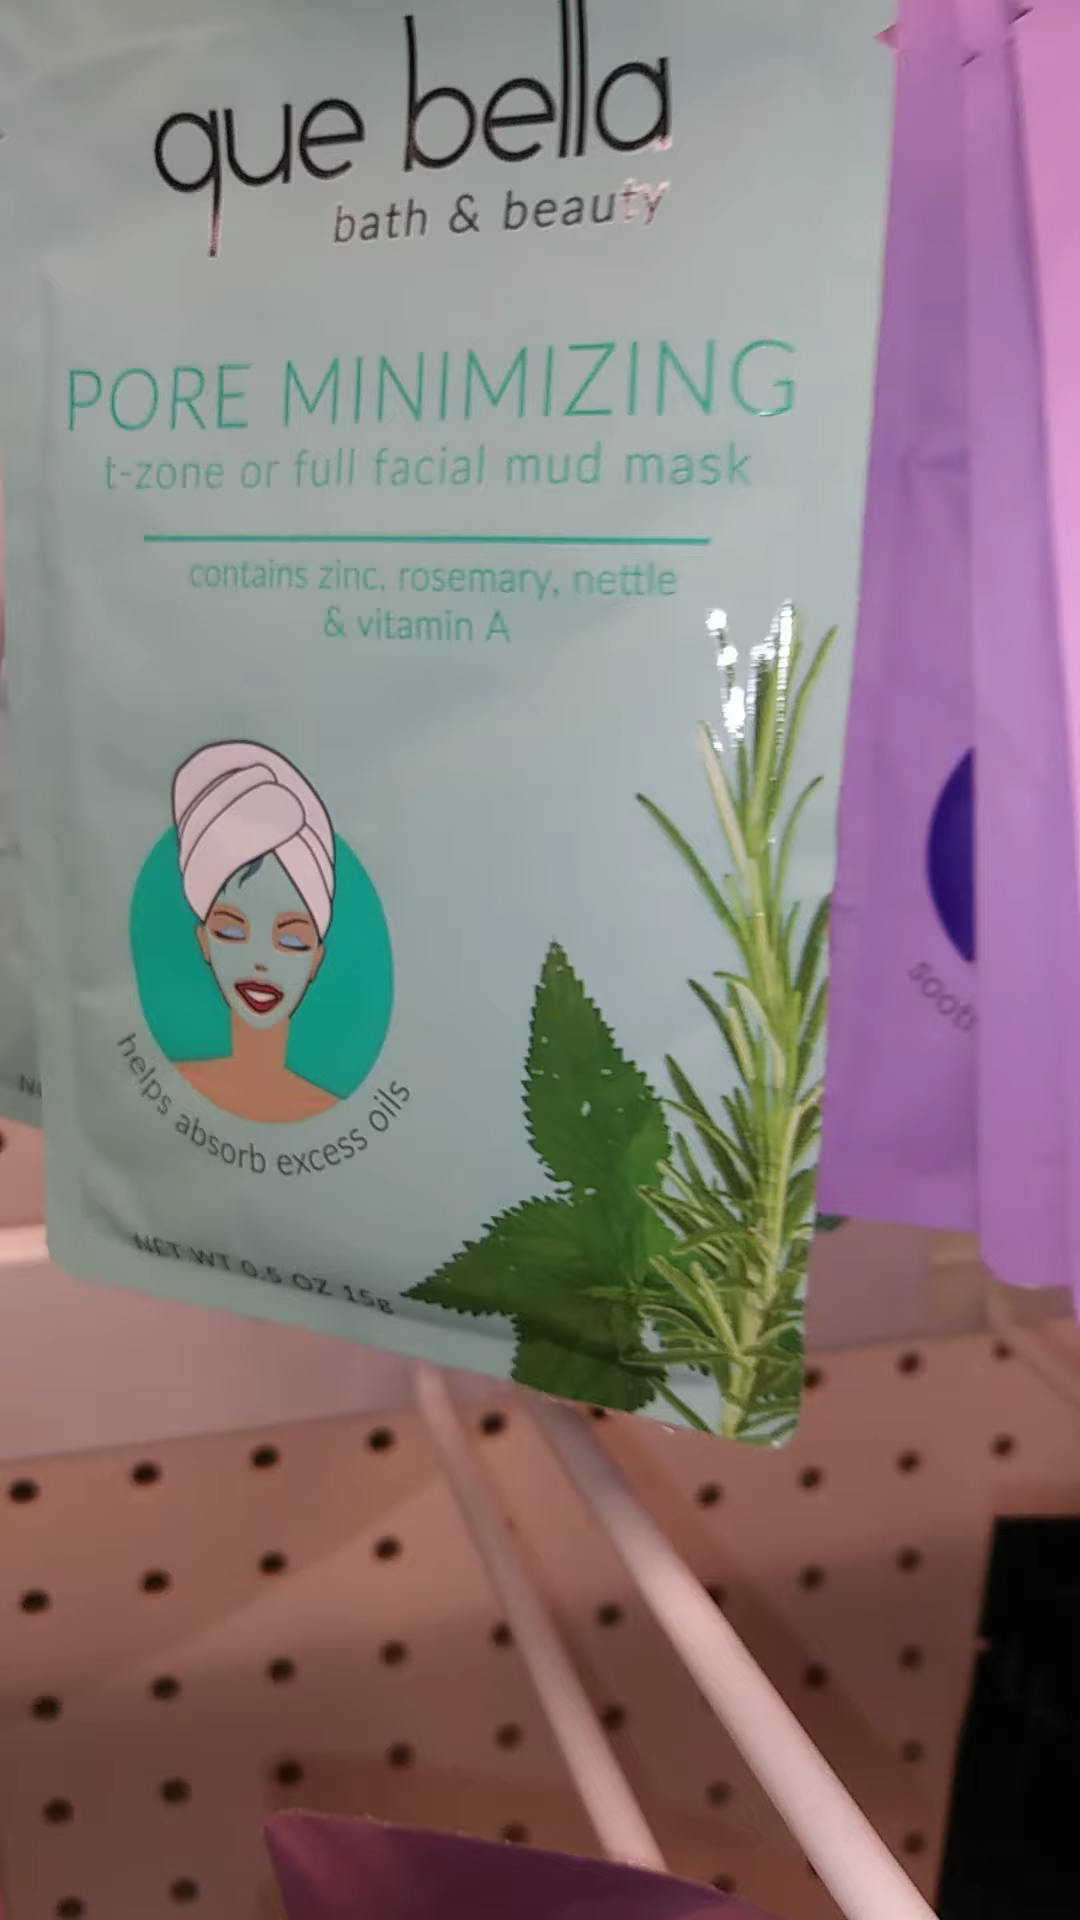 que bella
bath & beauty
PORE MINIMIZING
t-zone or full facial mud mask
contains zinc, rosemary, nettle
& vitamin A
helps absorb excess oils
NET WT 0.5 OZ 15g